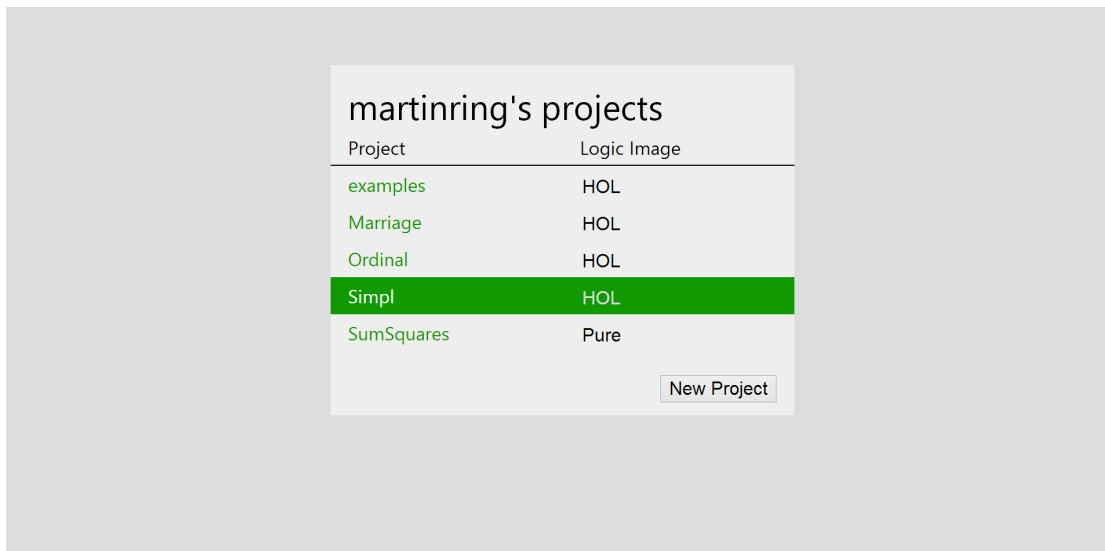 martinring's projects
Project Logic Image
examples HOL
Marriage HOL
Ordinal HOL
Simpl HOL
SumSquares Pure
New Project